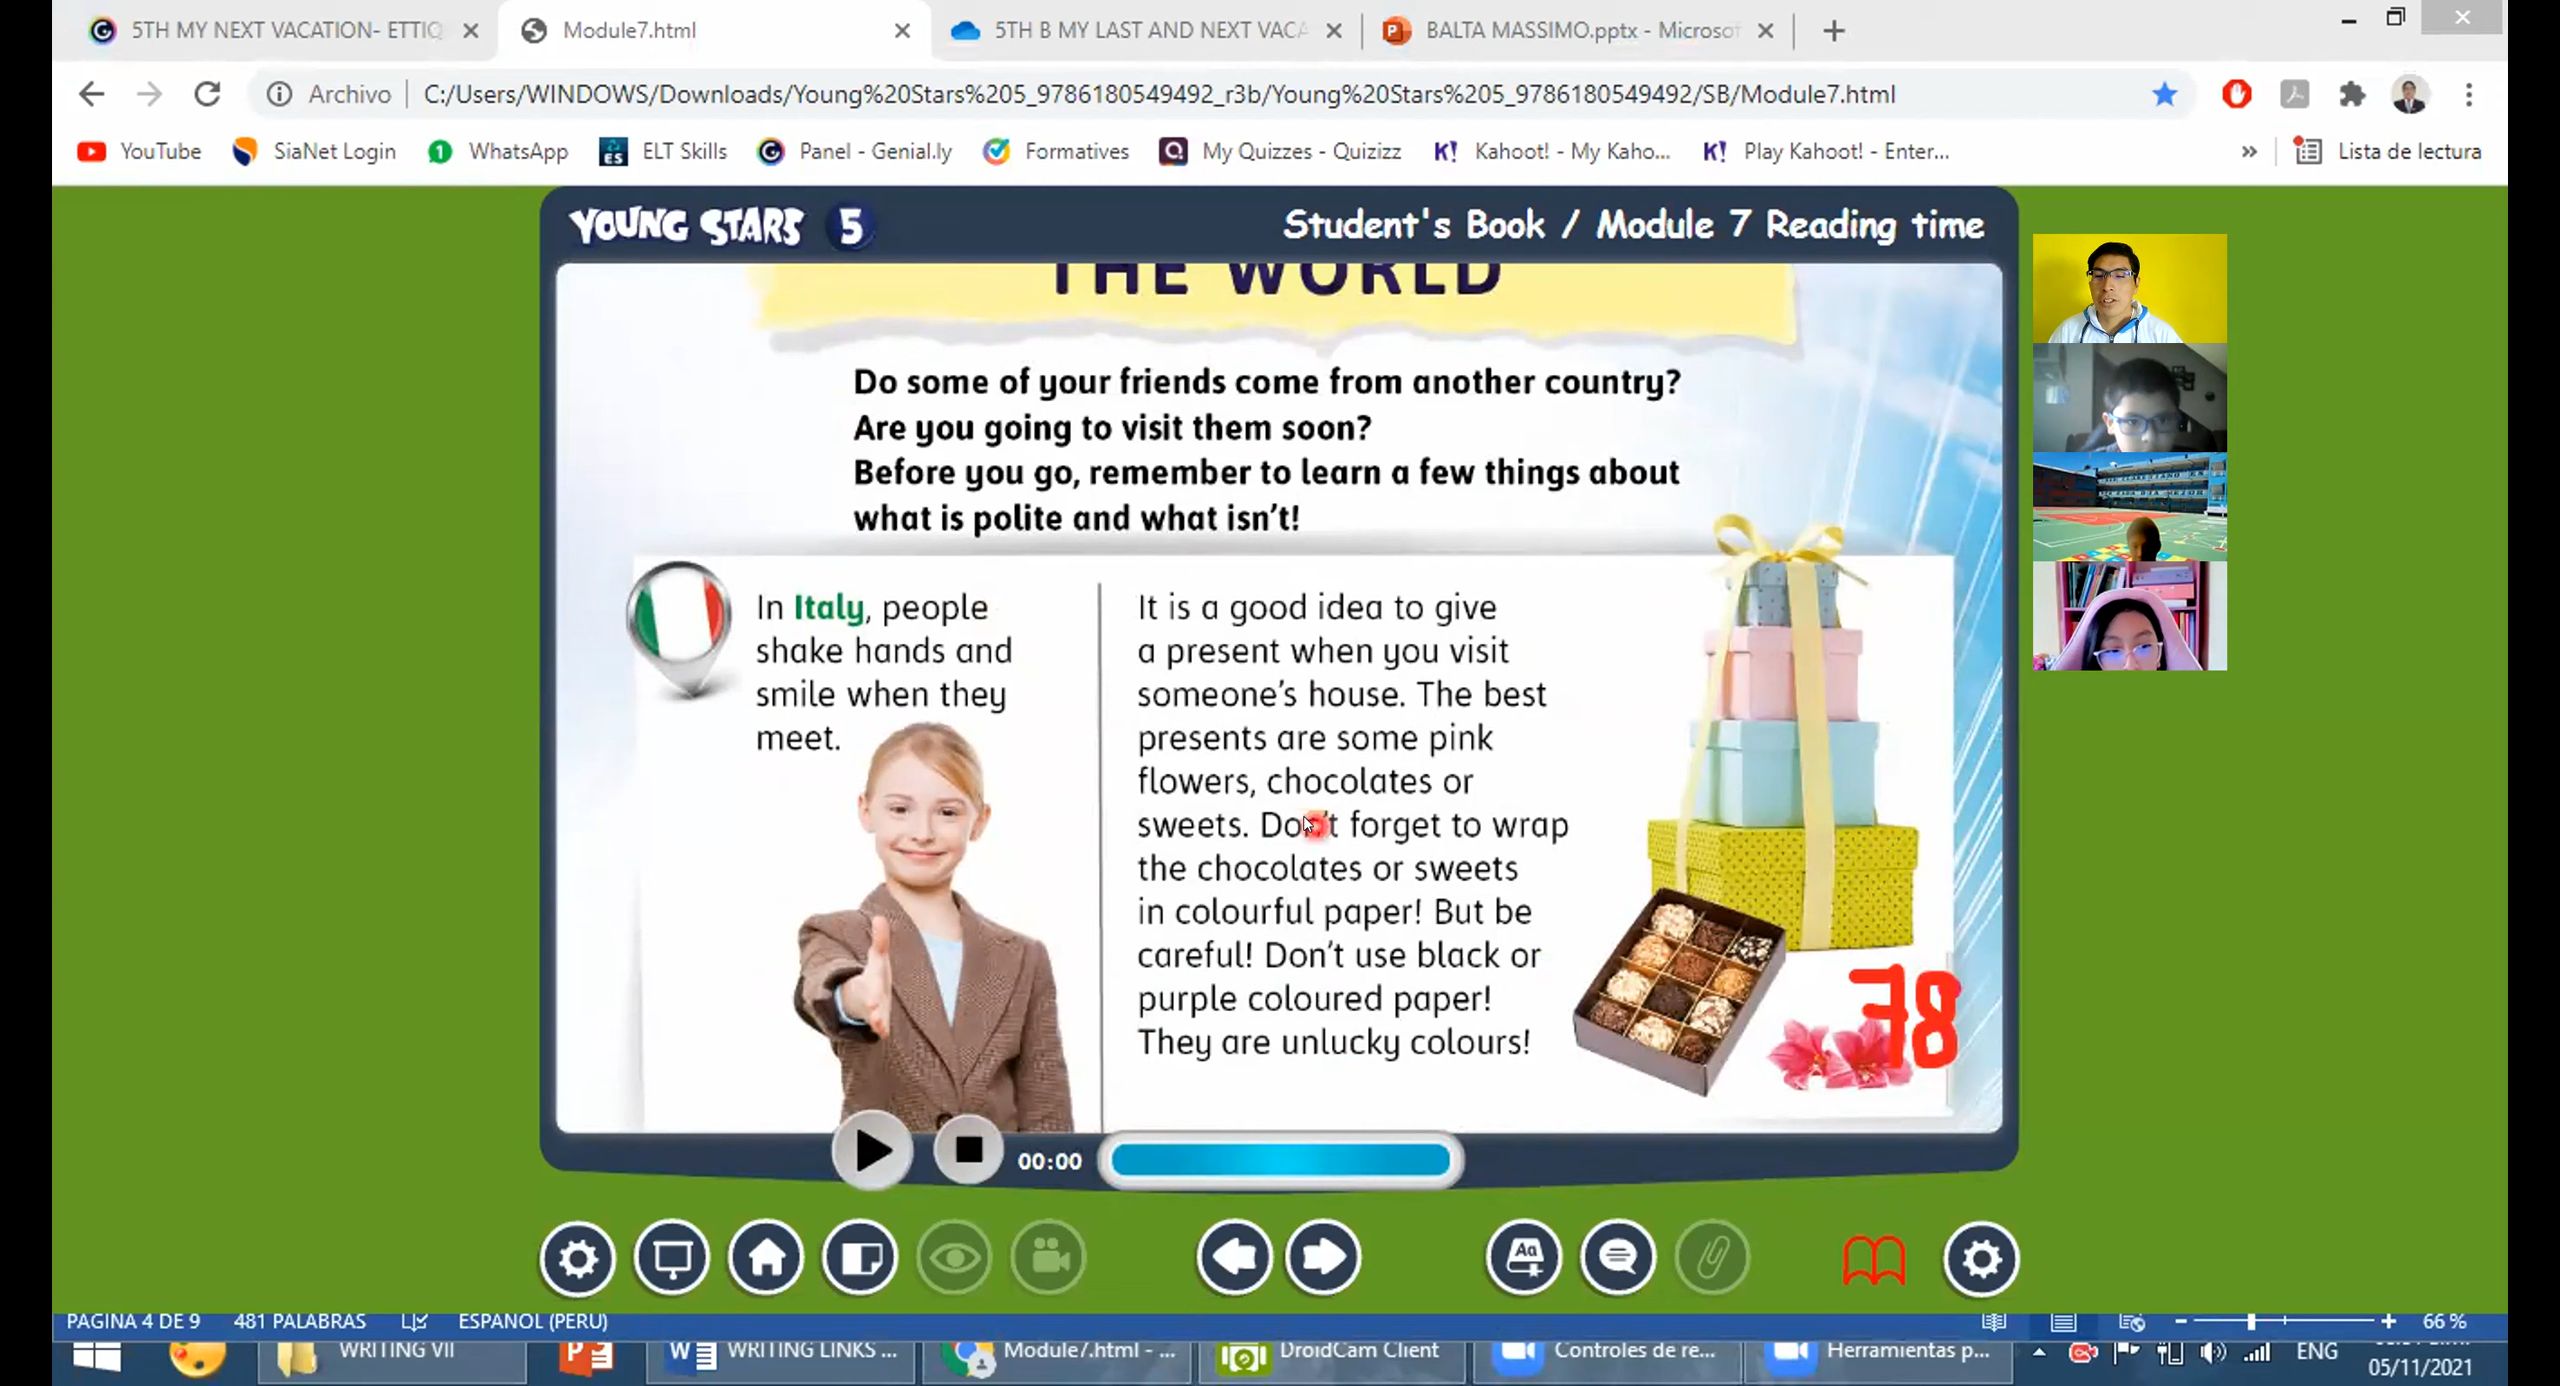 5TH MY NEXT VACATION- ETTIQ
Module7.html
5TH B MY LAST AND NEXT VACA
BALTA MASSIMO.pptx - Microsof
Archivo
C:/Users/WINDOWS/Downloads/Young%20Stars%205_9786180549492_r3b/Young%20Stars%205_9786180549492/SB/Module7.html
YouTube
SiaNet Login
WhatsApp
ELT Skills
Panel - Genial.ly
Formatives
My Quizzes - Quizizz
Kahoot! - My Kaho...
Play Kahoot! - Enter...
»
Lista de lectura
YOUNG STARS 5
Student's Book / Module 7 Reading time
THE WORLD
Do some of your friends come from another country?
Are you going to visit them soon?
Before you go, remember to learn a few things about
what is polite and what isn't!
In Italy, people
shake hands and
smile when they
meet.
It is a good idea to give
a present when you visit
someone's house. The best
presents are some pink
flowers, chocolates or
sweets. Don't forget to wrap
the chocolates or sweets
in colourful paper! But be
careful! Don't use black or
purple coloured paper!
They are unlucky colours!
78
00:00
Aa
PÁGINA 4 DE 9
481 PALABRAS
ESPAÑOL (PERÚ)
66 %
WRITING VII
WRITING LINKS ...
Module7.html - ...
DroidCam Client
Controles de re...
Herramientas p...
ENG
05/11/2021